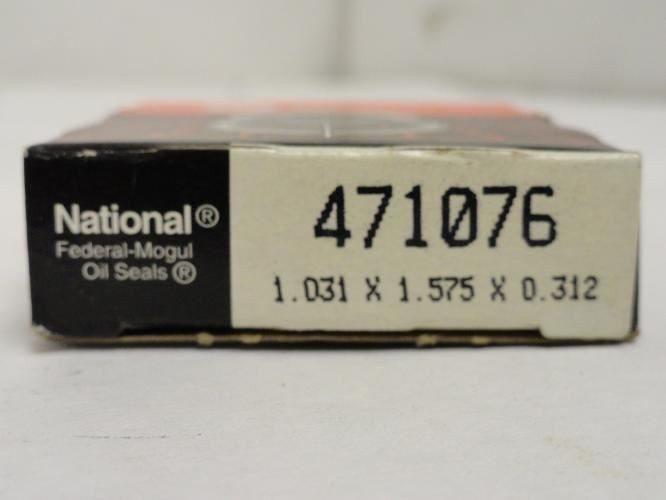 National®
Federal-Mogul
Oil Seals®
471076
1.031 X 1.575 X 0.312